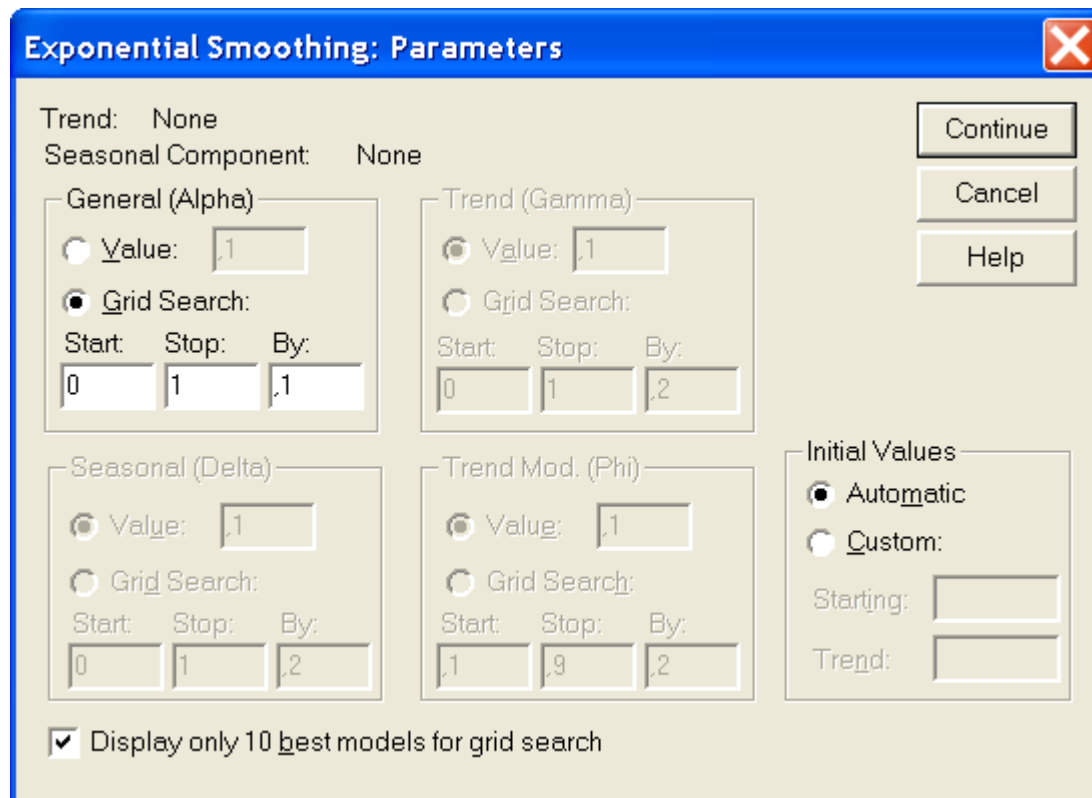 Exponential Smoothing: Parameters
Trend: None
Seasonal Component: None
Continue
Cancel
Help
General (Alpha)
Value: ,1
Grid Search:
Start: Stop: By:
0 1 ,1
Trend (Gamma)
Value: ,1
Grid Search:
Start: Stop: By:
0 1 ,2
Seasonal (Delta)
Value: ,1
Grid Search:
Start: Stop: By:
0 1 ,2
Trend Mod. (Phi)
Value: ,1
Grid Search:
Start: Stop: By:
,1 ,9 ,2
Initial Values
Automatic
Custom:
Starting:
Trend:
Display only 10 best models for grid search